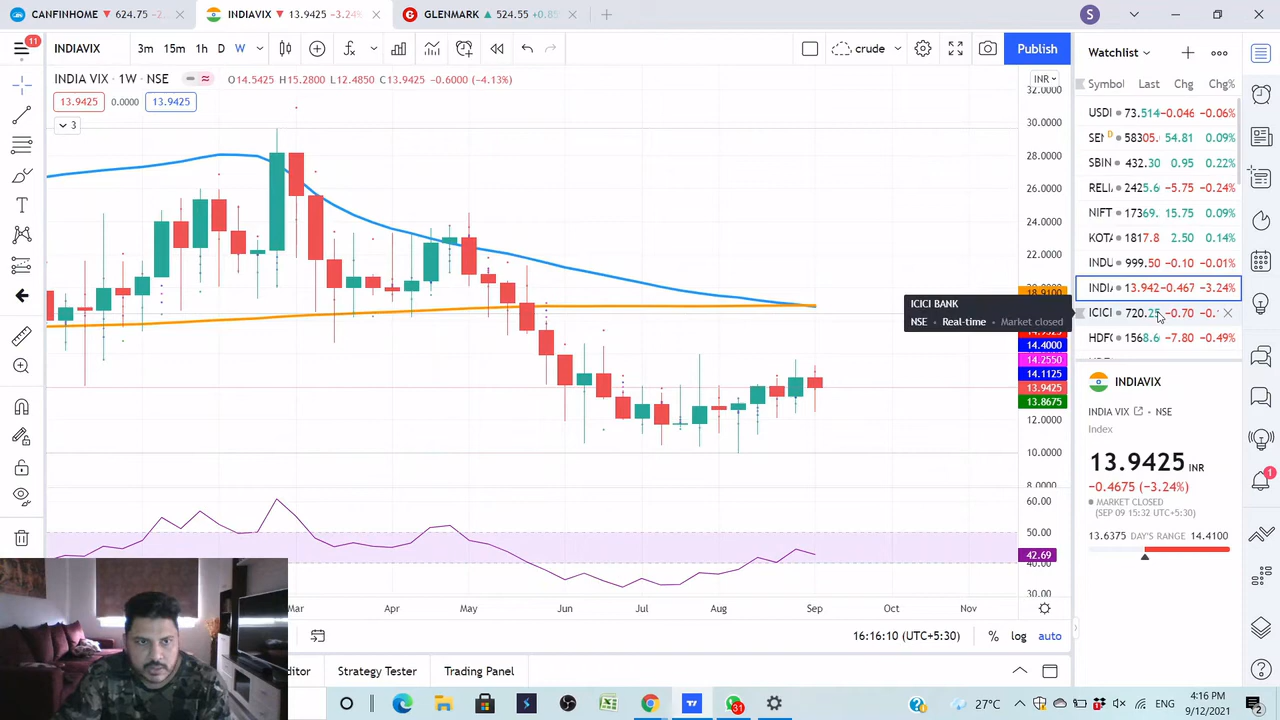 CANFINHOME ▼ 624.75 −2.
INDIAVIX ▼ 13.9425 −3.24%
GLENMARK ▲ 524.55 +0.8
S
11
INDIAVIX
3m 15m 1h D W
crude
Publish
Watchlist
INDIA VIX · 1W · NSE
O14.5425 H15.2800 L12.4850 C13.9425 −0.6000 (−4.13%)
INR
13.9425 0.0000 13.9425
3
32.0000
30.0000
28.0000
26.0000
24.0000
22.0000
18.9100
14.4000
14.2550
14.1125
13.9425
13.8675
12.0000
10.0000
8.0000
60.00
50.00
42.69
40.00
30.00
Symbol Last Chg Chg%
USDI 73.514 −0.046 −0.06%
SEN D 58305. 54.81 0.09%
SBIN 432.30 0.95 0.22%
RELI 2425.6 −5.75 −0.24%
NIFT 17369. 15.75 0.09%
KOTA 1817.8 2.50 0.14%
INDU 999.50 −0.10 −0.01%
INDIA 13.942 −0.467 −3.24%
ICICI 720.25 −0.70 −0.
HDFC 1568.6 −7.80 −0.49%
ICICI BANK
NSE • Real-time • Market closed
INDIAVIX
INDIA VIX • NSE
Index
13.9425 INR
−0.4675 (−3.24%)
MARKET CLOSED
(SEP 09 15:32 UTC+5:30)
13.6375 DAY'S RANGE 14.4100
1
Mar Apr May Jun Jul Aug Sep Oct Nov
16:16:10 (UTC+5:30) % log auto
ditor Strategy Tester Trading Panel
31
27°C
ENG
4:16 PM
9/12/2021
2